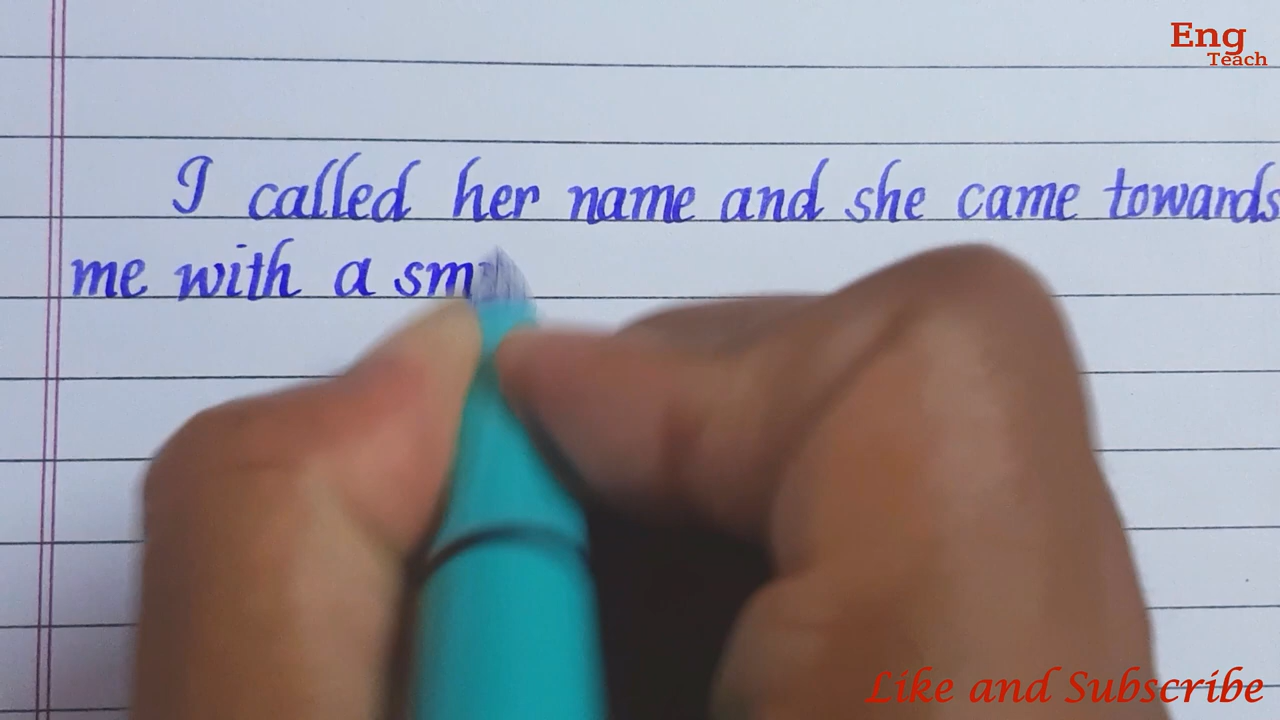 Eng
Teach
I called her name and she came towards
me with a sm
Like and Subscribe